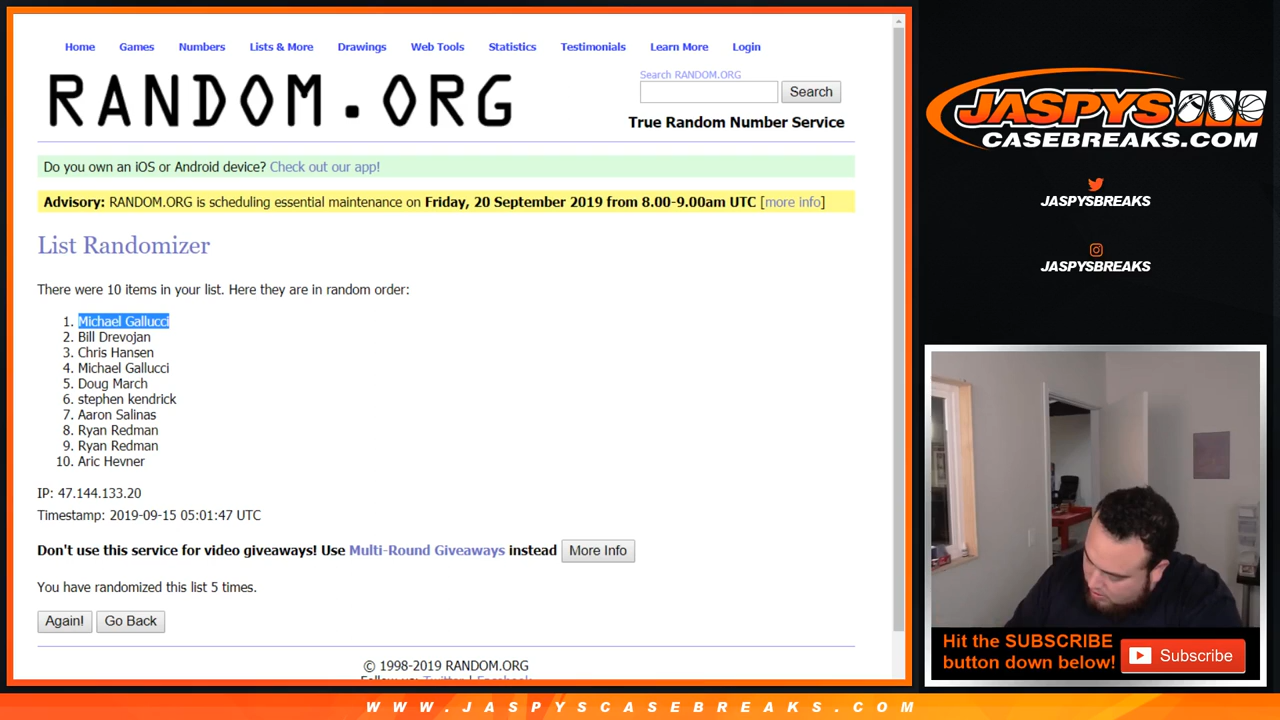 Home Games Numbers Lists & More Drawings Web Tools Statistics Testimonials Learn More Login
RANDOM.ORG
Search RANDOM.ORG
Search
True Random Number Service
Do you own an iOS or Android device? Check out our app!
Advisory: RANDOM.ORG is scheduling essential maintenance on Friday, 20 September 2019 from 8.00-9.00am UTC [more info]
List Randomizer
There were 10 items in your list. Here they are in random order:
1. Michael Gallucci
2. Bill Drevojan
3. Chris Hansen
4. Michael Gallucci
5. Doug March
6. stephen kendrick
7. Aaron Salinas
8. Ryan Redman
9. Ryan Redman
10. Aric Hevner
IP: 47.144.133.20
Timestamp: 2019-09-15 05:01:47 UTC
Don't use this service for video giveaways! Use Multi-Round Giveaways instead More Info
You have randomized this list 5 times.
Again! Go Back
© 1998-2019 RANDOM.ORG
Follow us: Twitter | Facebook
JASPYS
CASEBREAKS.COM
JASPYSBREAKS
JASPYSBREAKS
Hit the SUBSCRIBE
button down below!
Subscribe
WWW.JASPYSCASEBREAKS.COM